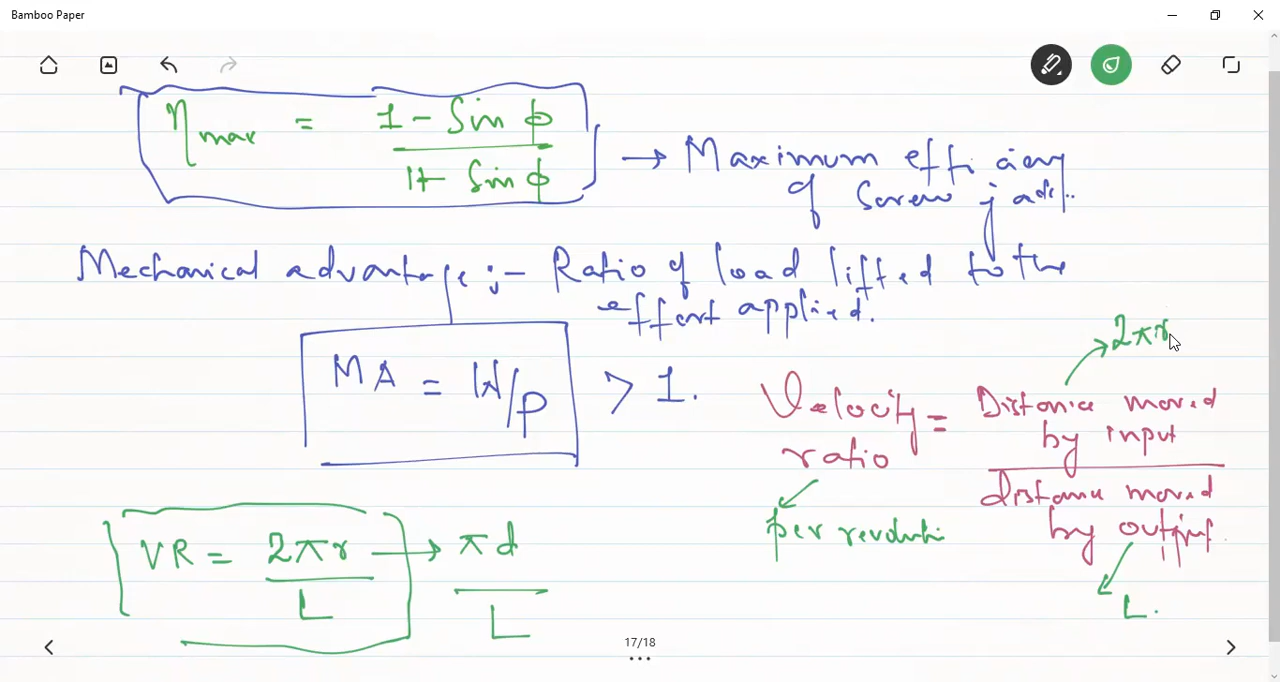 Bamboo Paper
η max = 1 - Sin φ / 1+ Sin φ
→ Maximum efficiency
of Screw jack.
Mechanical advantage :- Ratio of load lifted to the
effort applied.
MA = W/P > 1.
2πr
Velocity ratio = Distance moved by input / distance moved by output
per revolution
L.
VR = 2πr / L → πd / L
17/18